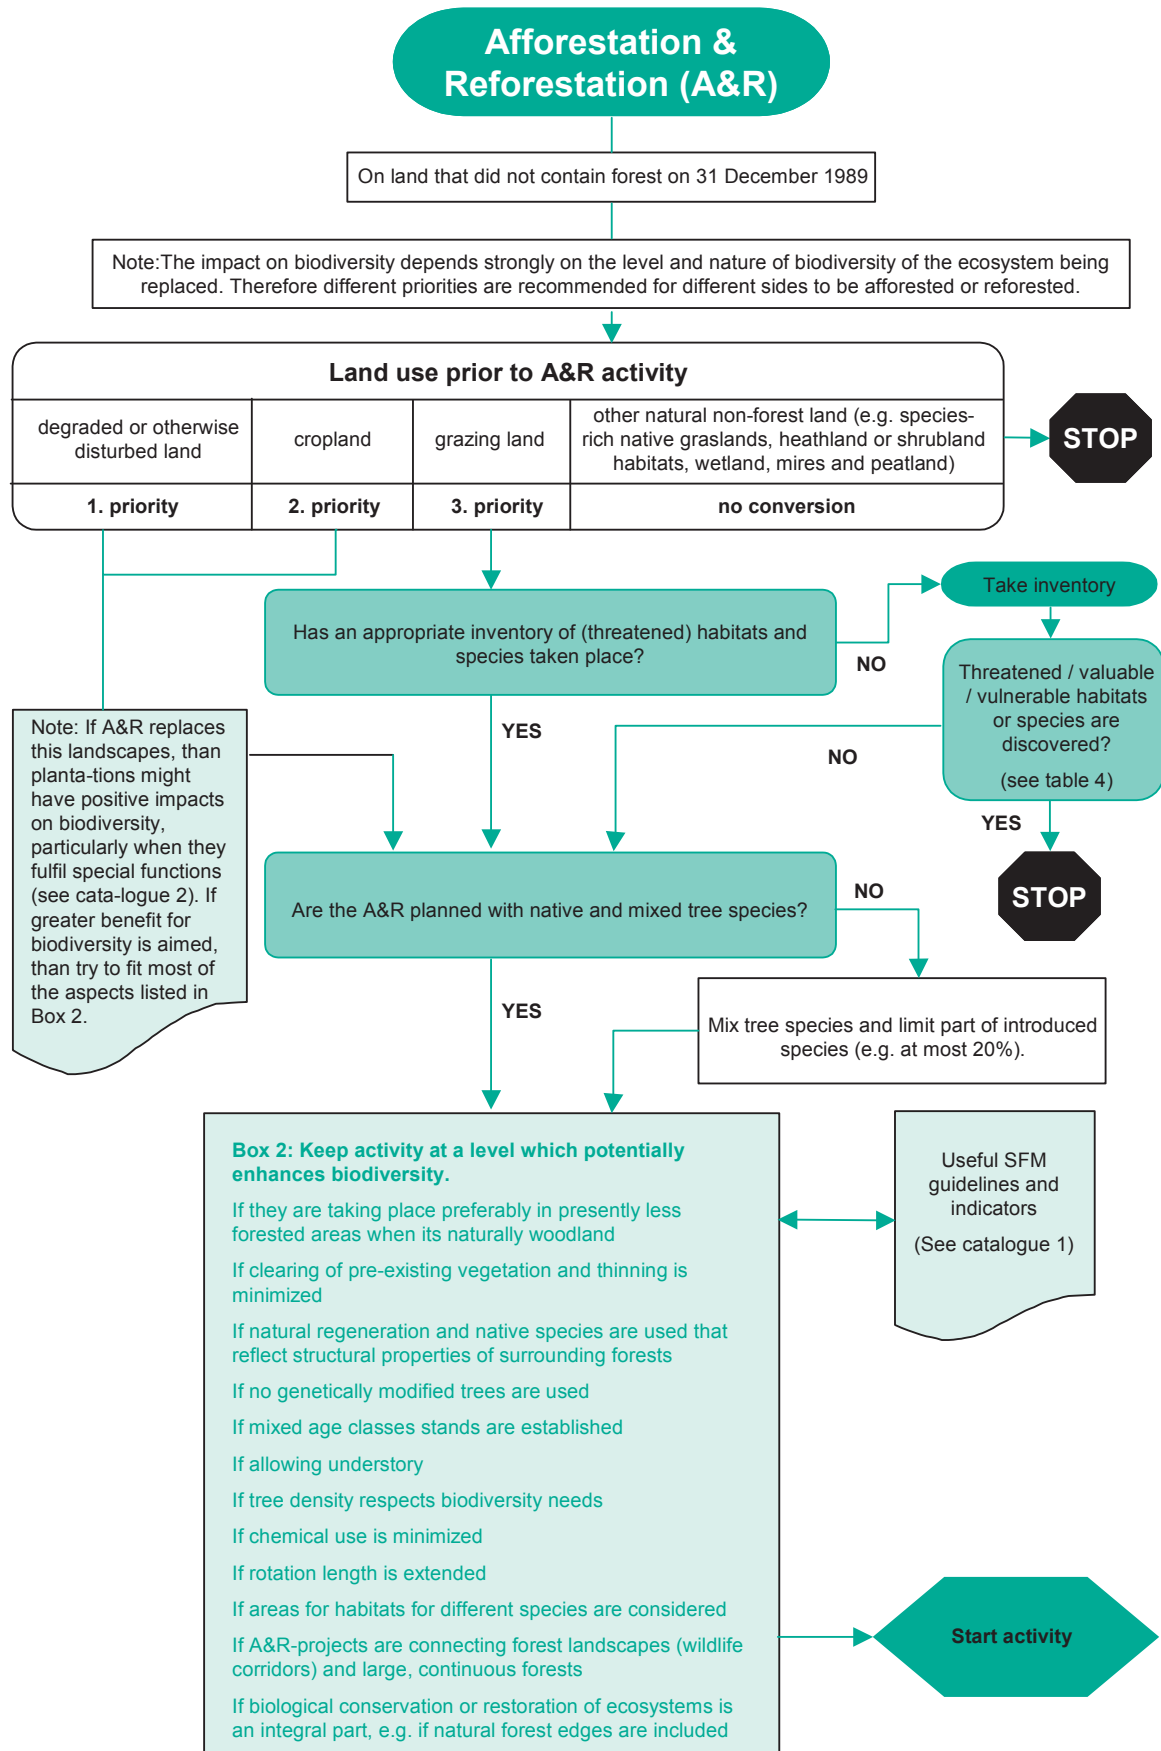 Afforestation &
Reforestation (A&R)
On land that did not contain forest on 31 December 1989
Note:The impact on biodiversity depends strongly on the level and nature of biodiversity of the ecosystem being
replaced. Therefore different priorities are recommended for different sides to be afforested or reforested.
Land use prior to A&R activity
degraded or otherwise
disturbed land
cropland
grazing land
other natural non-forest land (e.g. species-
rich native graslands, heathland or shrubland
habitats, wetland, mires and peatland)
STOP
1. priority
2. priority
3. priority
no conversion
Has an appropriate inventory of (threatened) habitats and
species taken place?
NO
Take inventory
Threatened / valuable
/ vulnerable habitats
or species are
discovered?
(see table 4)
YES
NO
YES
STOP
Note: If A&R replaces
this landscapes, than
planta-tions might
have positive impacts
on biodiversity,
particularly when they
fulfil special functions
(see cata-logue 2). If
greater benefit for
biodiversity is aimed,
than try to fit most of
the aspects listed in
Box 2.
Are the A&R planned with native and mixed tree species?
NO
YES
Mix tree species and limit part of introduced
species (e.g. at most 20%).
Box 2: Keep activity at a level which potentially
enhances biodiversity.
If they are taking place preferably in presently less
forested areas when its naturally woodland
If clearing of pre-existing vegetation and thinning is
minimized
If natural regeneration and native species are used that
reflect structural properties of surrounding forests
If no genetically modified trees are used
If mixed age classes stands are established
If allowing understory
If tree density respects biodiversity needs
If chemical use is minimized
If rotation length is extended
If areas for habitats for different species are considered
If A&R-projects are connecting forest landscapes (wildlife
corridors) and large, continuous forests
If biological conservation or restoration of ecosystems is
an integral part, e.g. if natural forest edges are included
Useful SFM
guidelines and
indicators
(See catalogue 1)
Start activity